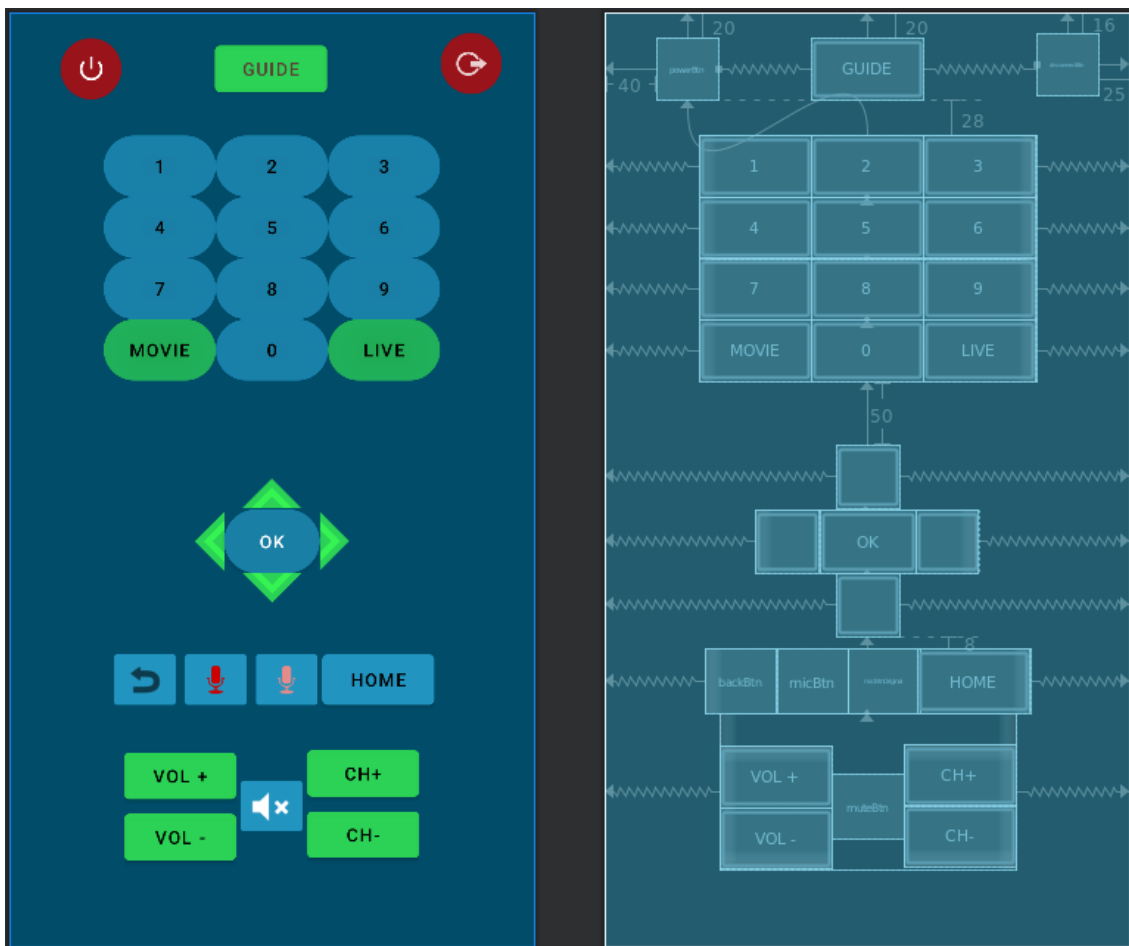 GUIDE
1 2 3
4 5 6
7 8 9
MOVIE 0 LIVE
OK
HOME
VOL + CH+
VOL - CH-
20 20 16
powerBtn GUIDE
40 25
28
1 2 3
4 5 6
7 8 9
MOVIE 0 LIVE
50
OK
8
backBtn micBtn HOME
VOL + CH+
muteBtn
VOL - CH-